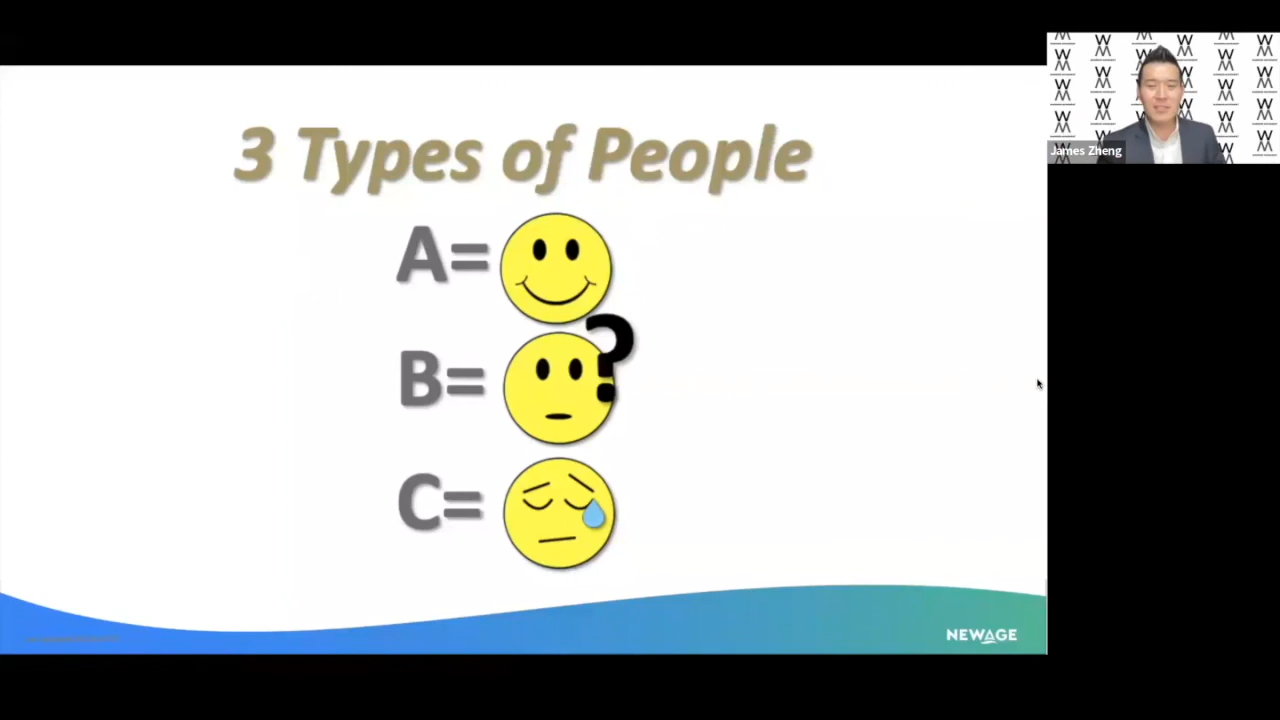 3 Types of People
A=
B=
?
C=
NEWAGE
James Zheng